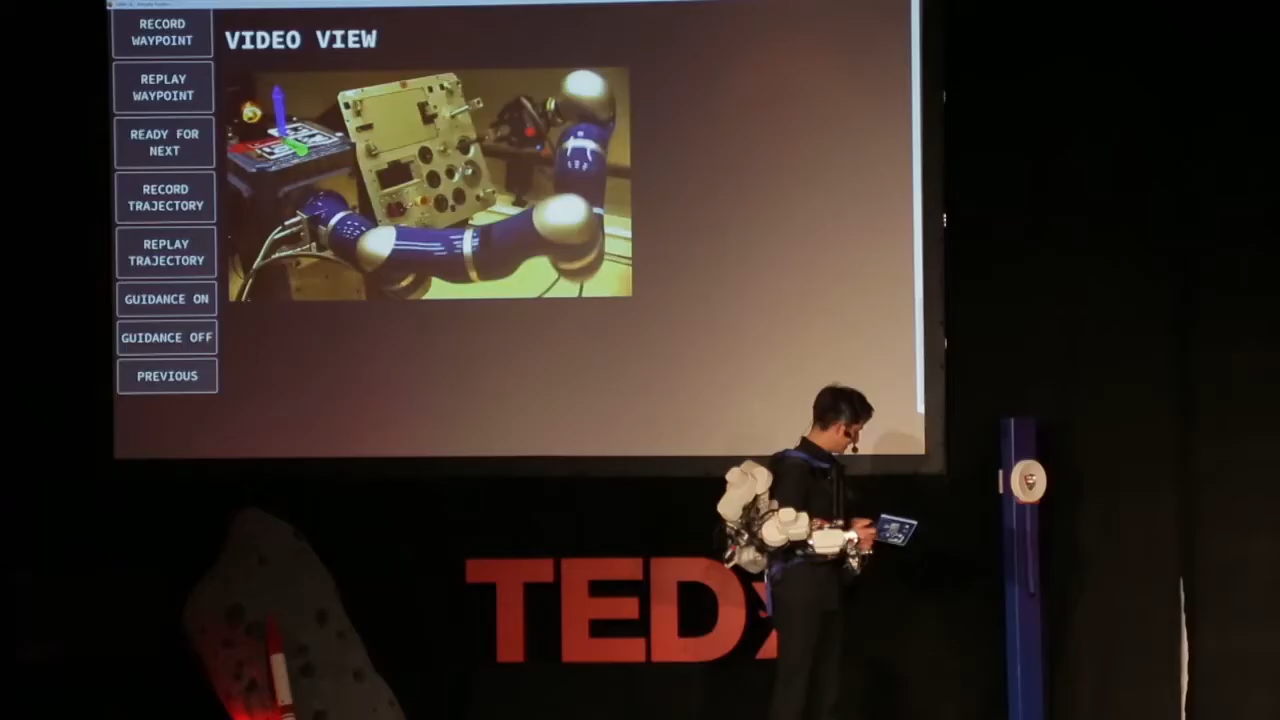 RECORD
WAYPOINT
REPLAY
WAYPOINT
READY FOR
NEXT
RECORD
TRAJECTORY
REPLAY
TRAJECTORY
GUIDANCE ON
GUIDANCE OFF
PREVIOUS
VIDEO VIEW
TEDx